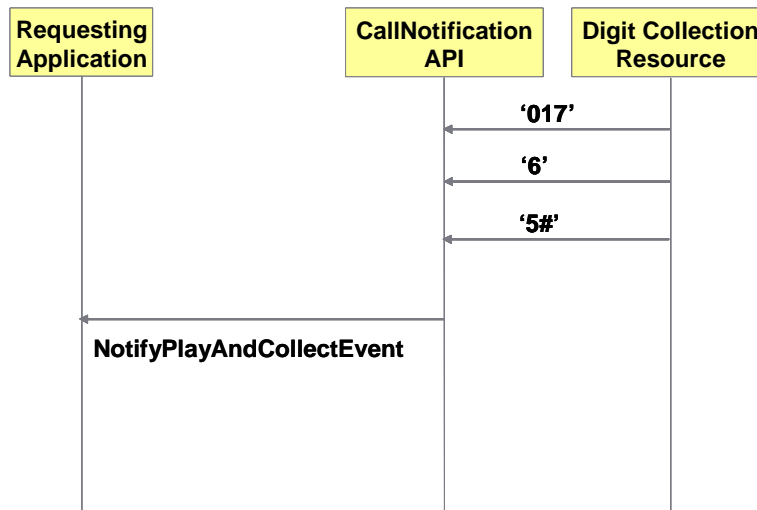 Requesting
Application
CallNotification
API
Digit Collection
Resource
‘017’
‘6’
‘5#’
NotifyPlayAndCollectEvent